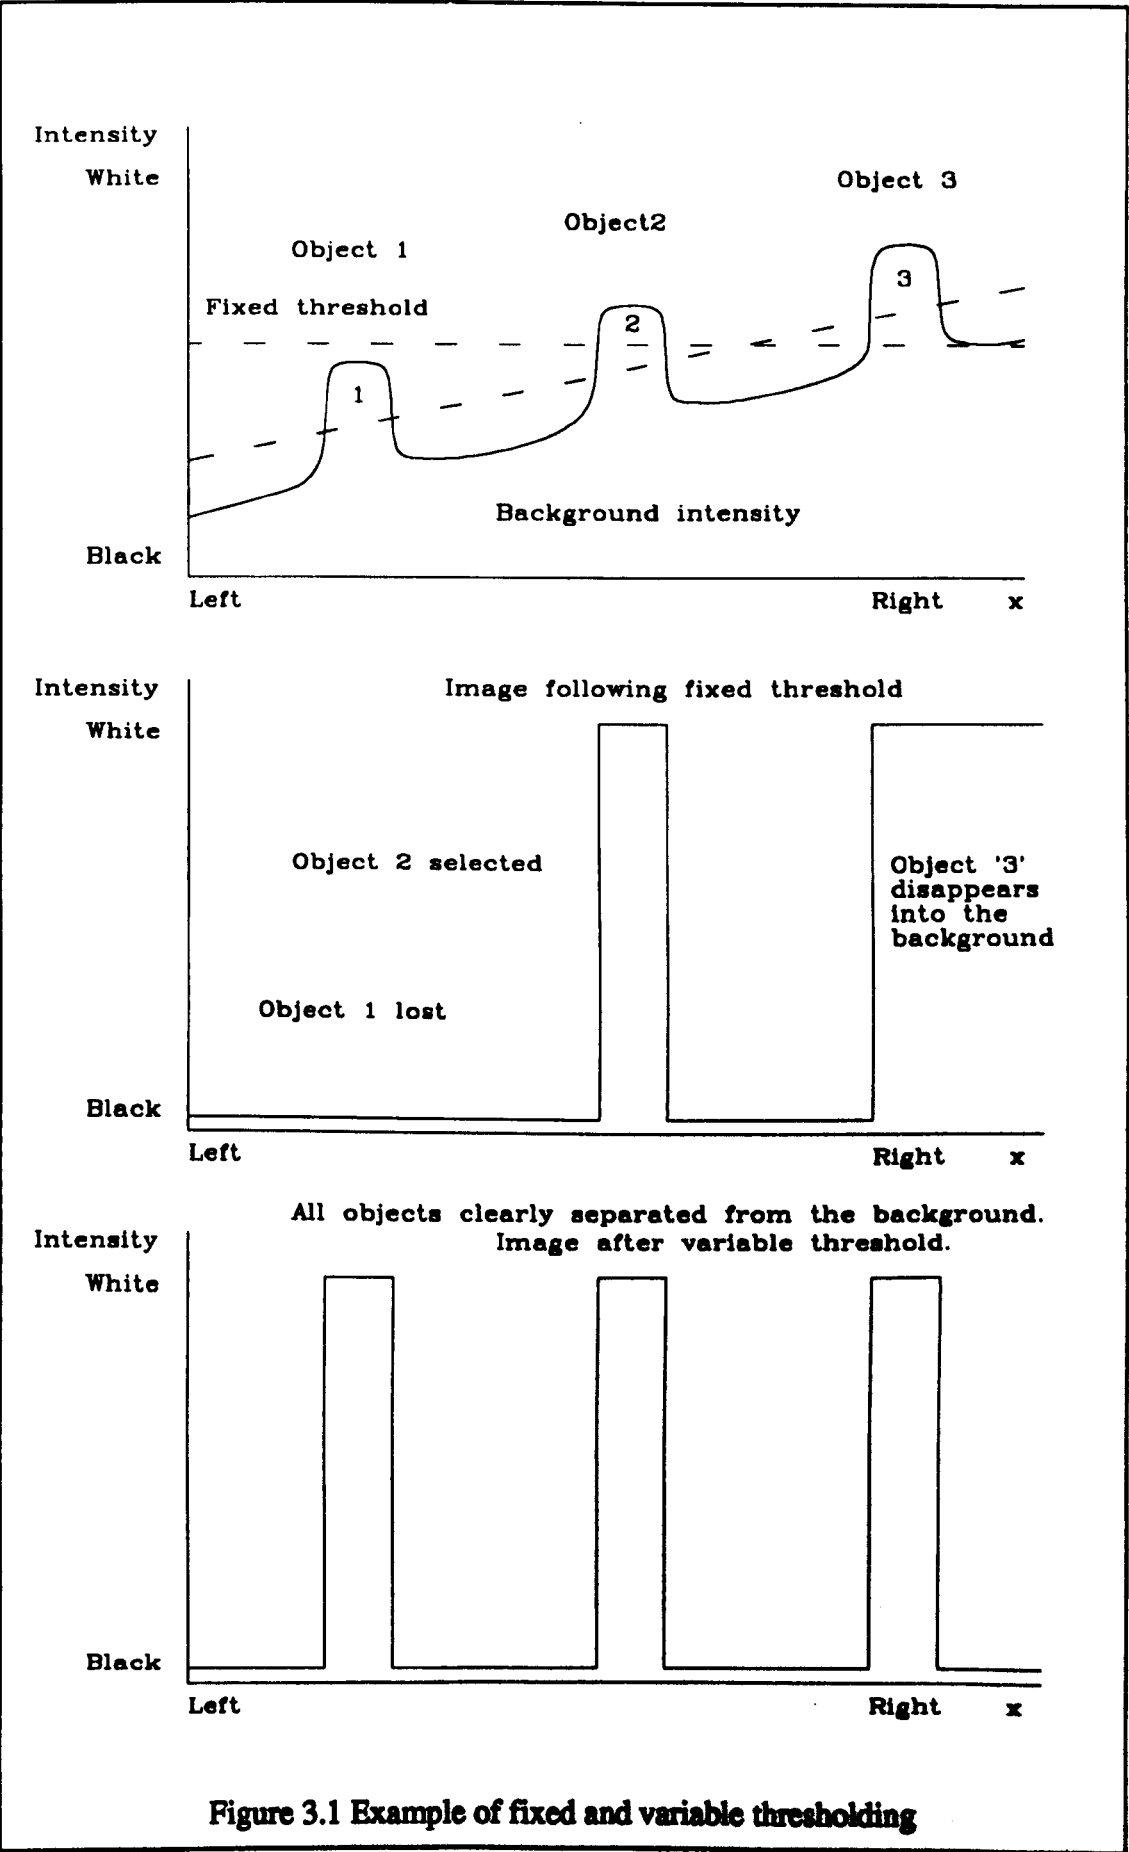 Intensity
White
Object 3
Object2
Object 1
Fixed threshold
3
2
1
Background intensity
Black
Left Right x
Intensity
Image following fixed threshold
White
Object 2 selected
Object '3'
disappears
into the
background
Object 1 lost
Black
Left Right x
All objects clearly separated from the background.
Intensity
Image after variable threshold.
White
Black
Left Right x
Figure 3.1 Example of fixed and variable thresholding